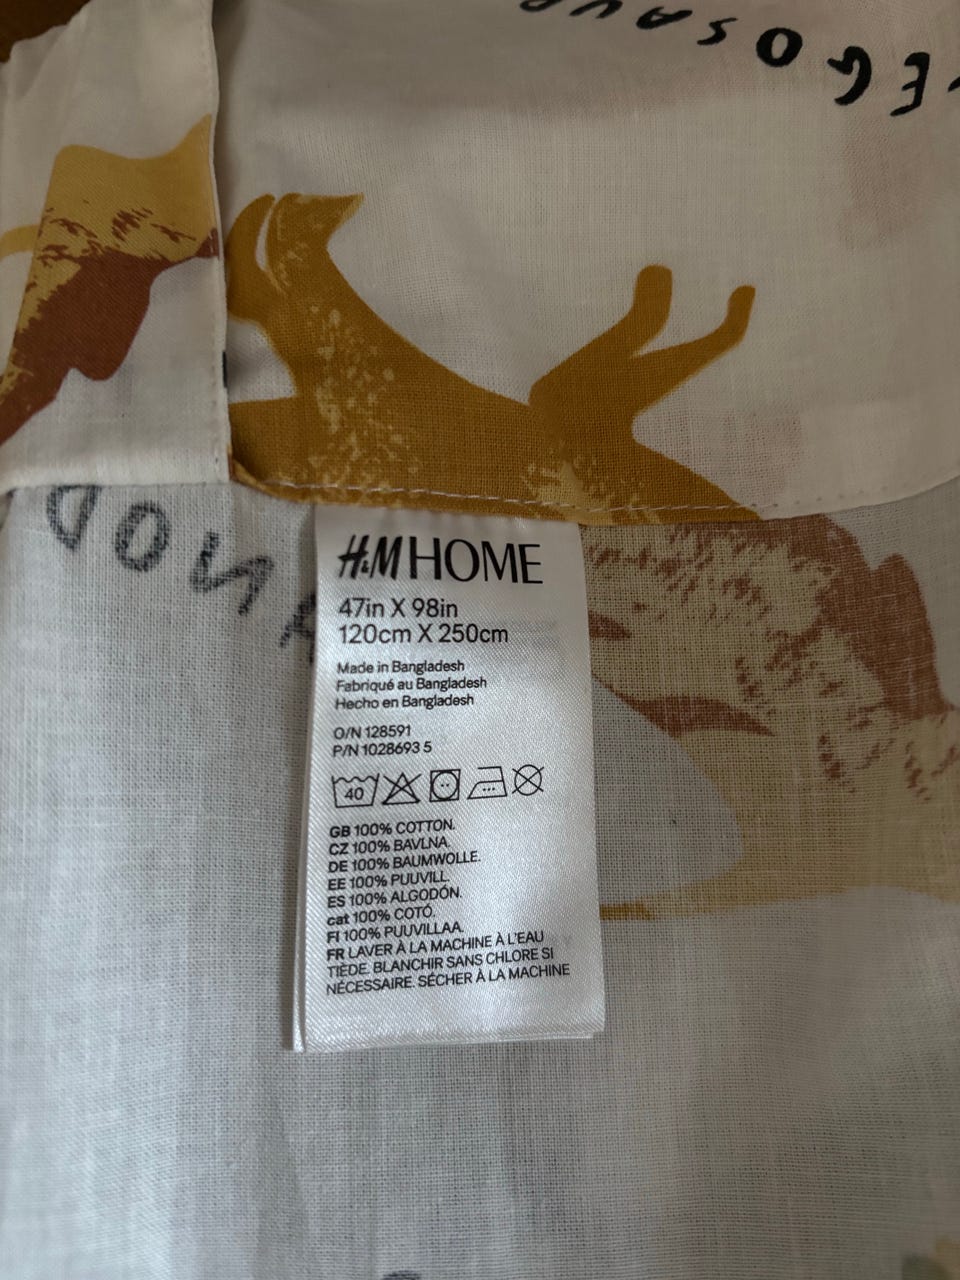 EGOSAUR
H&M HOME
47in X 98in
120cm X 250cm
Made in Bangladesh
Fabriqué au Bangladesh
Hecho en Bangladesh
O/N 128591
P/N 1028693 5
40
GB 100% COTTON.
CZ 100% BAVLNA.
DE 100% BAUMWOLLE.
EE 100% PUUVILL.
ES 100% ALGODÓN.
cat 100% COTÓ.
FI 100% PUUVILLAA.
FR LAVER À LA MACHINE À L'EAU
TIÈDE. BLANCHIR SANS CHLORE SI
NÉCESSAIRE. SÉCHER À LA MACHINE